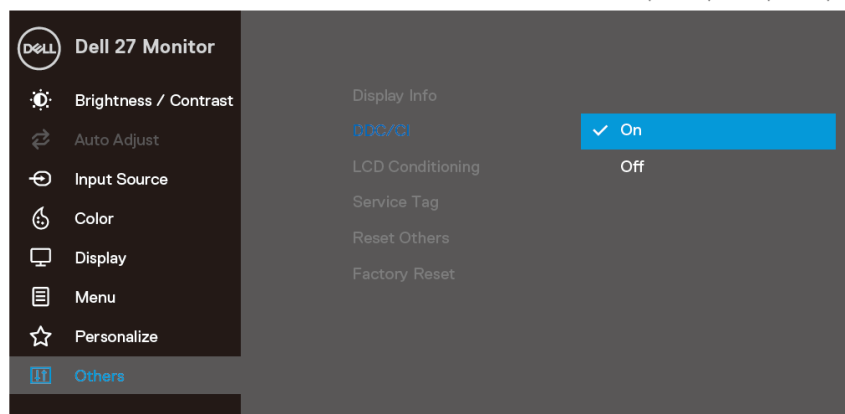 DELL
Dell 27 Monitor
Brightness / Contrast
Auto Adjust
Input Source
Color
Display
Menu
Personalize
Others
Display Info
DDC/CI
LCD Conditioning
Service Tag
Reset Others
Factory Reset
On
Off